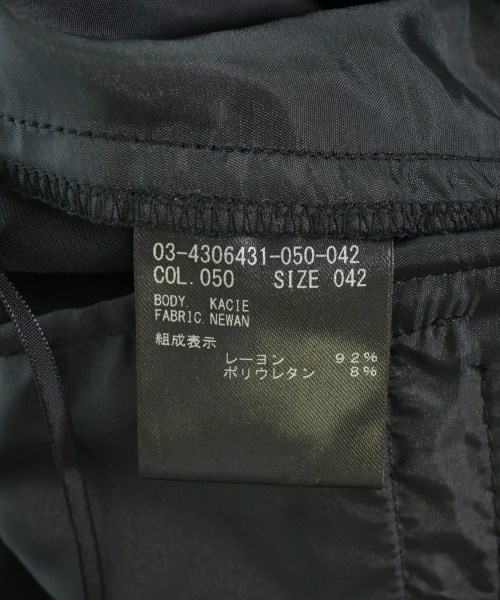 03-4306431-050-042
COL.050 SIZE 042
BODY. KACIE
FABRIC.NEWAN
組成表示
レーヨン 92%
ポリウレタン 8%